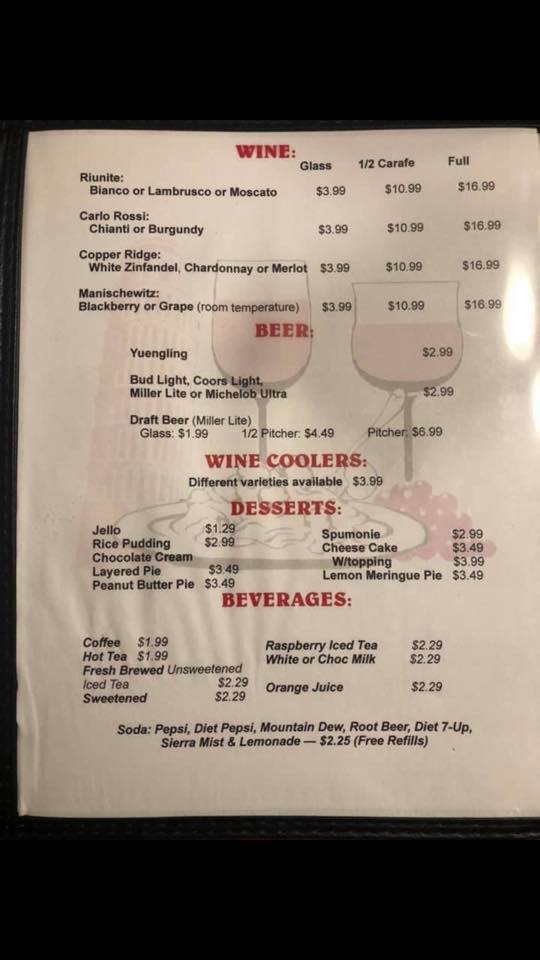 WINE:
Glass 1/2 Carafe Full
Riunite:
Bianco or Lambrusco or Moscato $3.99 $10.99 $16.99
Carlo Rossi:
Chianti or Burgundy $3.99 $10.99 $16.99
Copper Ridge:
White Zinfandel, Chardonnay or Merlot $3.99 $10.99 $16.99
Manischewitz:
Blackberry or Grape (room temperature) $3.99 $10.99 $16.99
BEER:
Yuengling $2.99
Bud Light, Coors Light,
Miller Lite or Michelob Ultra $2.99
Draft Beer (Miller Lite)
Glass: $1.99 1/2 Pitcher: $4.49 Pitcher: $6.99
WINE COOLERS:
Different varieties available $3.99
DESSERTS:
Jello $1.29
Rice Pudding $2.99
Chocolate Cream
Layered Pie $3.49
Peanut Butter Pie $3.49
Spumonie $2.99
Cheese Cake $3.49
W/topping $3.99
Lemon Meringue Pie $3.49
BEVERAGES:
Coffee $1.99
Hot Tea $1.99
Fresh Brewed Unsweetened
Iced Tea $2.29
Sweetened $2.29
Raspberry Iced Tea $2.29
White or Choc Milk $2.29
Orange Juice $2.29
Soda: Pepsi, Diet Pepsi, Mountain Dew, Root Beer, Diet 7-Up,
Sierra Mist & Lemonade — $2.25 (Free Refills)